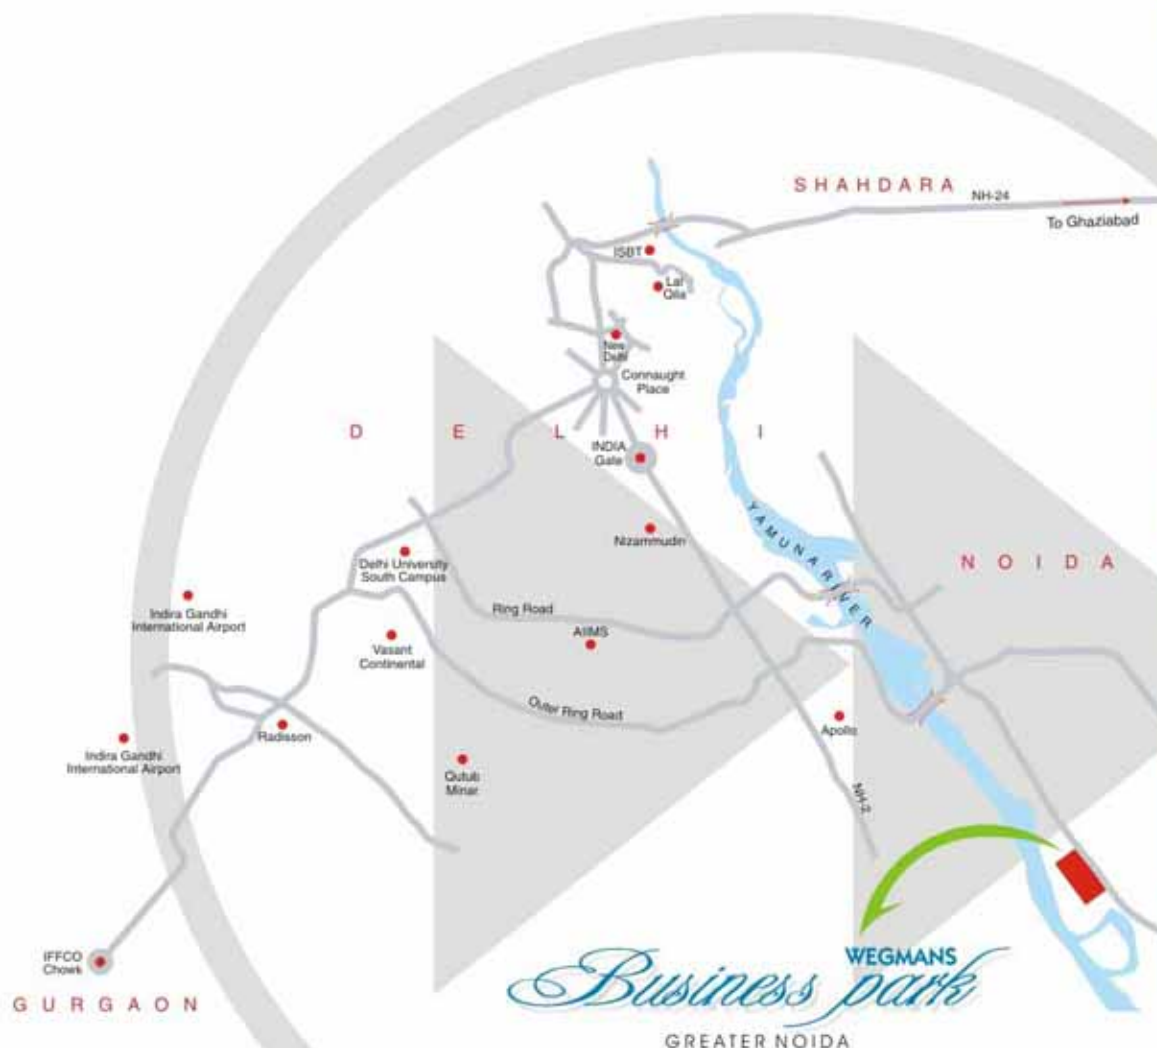 SHAHDARA
NH-24
To Ghaziabad
ISBT
Lal
Qila
New
Delhi
Connaught
Place
DELHI
INDIA
Gate
YAMUNA RIVER
Nizammudin
NOIDA
Delhi University
South Campus
Indira Gandhi
International Airport
Ring Road
AIIMS
Vasant
Continental
Outer Ring Road
Apollo
Radisson
Indira Gandhi
International Airport
Qutub
Minar
NH-2
IFFCO
Chowk
GURGAON
WEGMANS
Business park
GREATER NOIDA